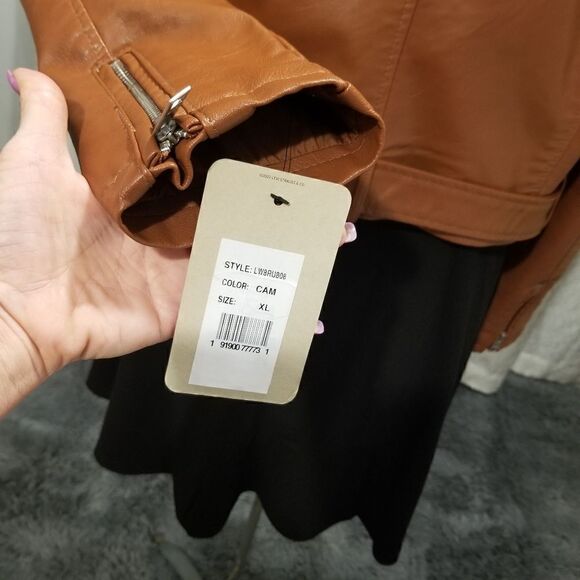 STYLE: LW8RU806
COLOR: CAM
SIZE: XL
1 91900 77773 1